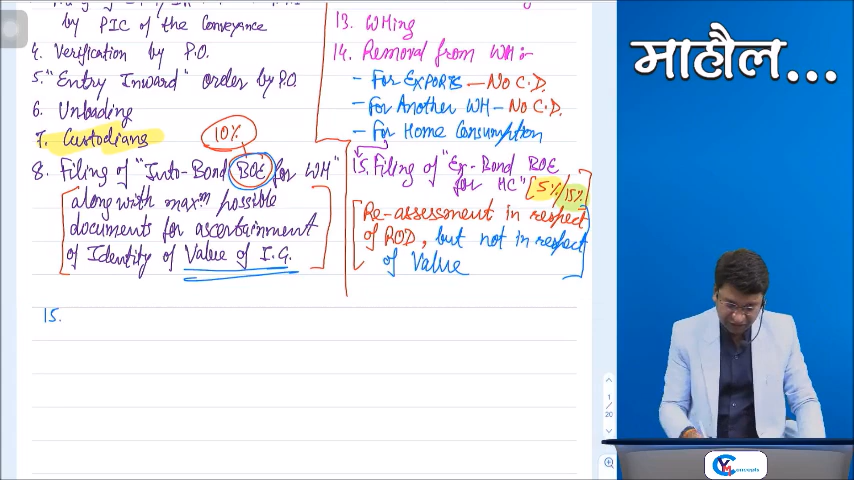 by PIC of the Conveyance
4. Verification by P.O.
5. "Entry Inward" order by P.O
6. Unloading
7. Custodians
10%
8. Filing of "Into-Bond BOE for WH"
along with max^m possible
documents for ascertainment
of Identity of Value of I.G.
15.
13. WHing
14. Removal from WH:-
- For EXPORTS - No C.D.
- For Another WH - No C.D.
- For Home Consumption
15. Filing of "Ex-Bond BOE
for HC" [5%/15%]
Re-assessment in respect
of ROD, but not in respect
of Value
माहौल...
1
/
20
concepts